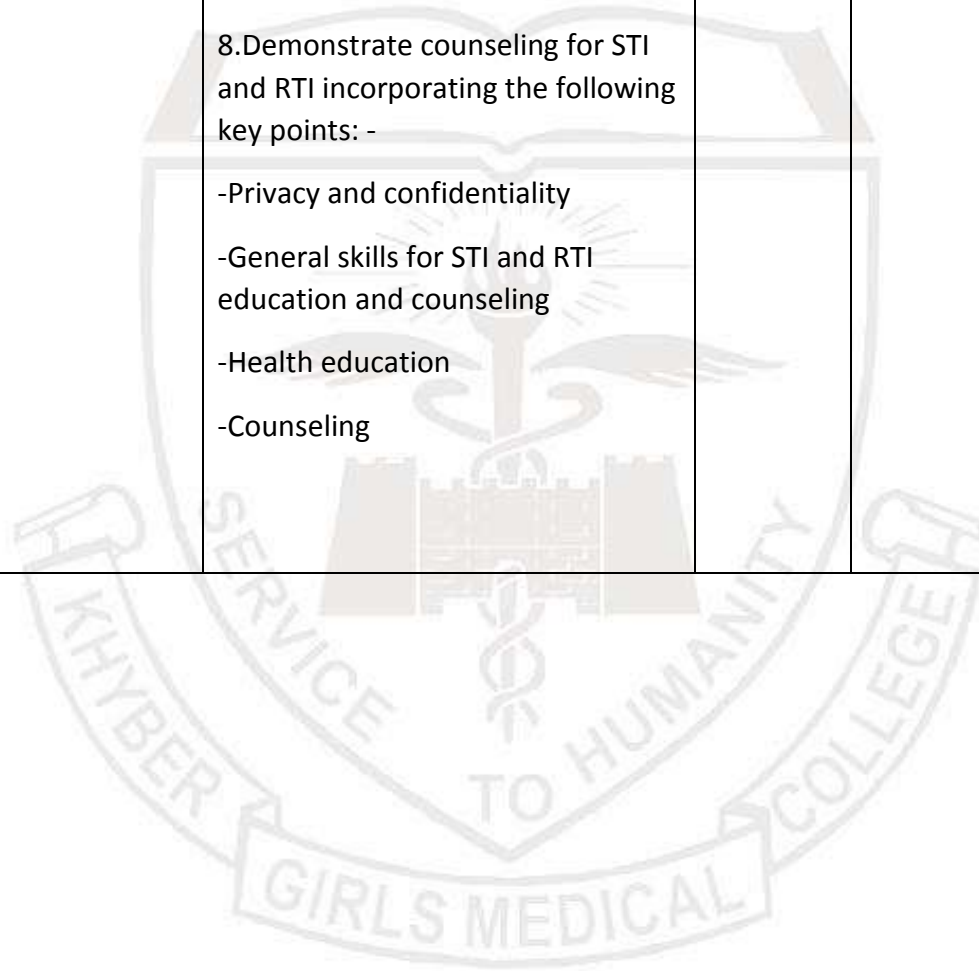 8.Demonstrate counseling for STI
and RTI incorporating the following
key points: -
-Privacy and confidentiality
-General skills for STI and RTI
education and counseling
-Health education
-Counseling
SERVICE TO HUMANITY
KHYBER GIRLS MEDICAL COLLEGE